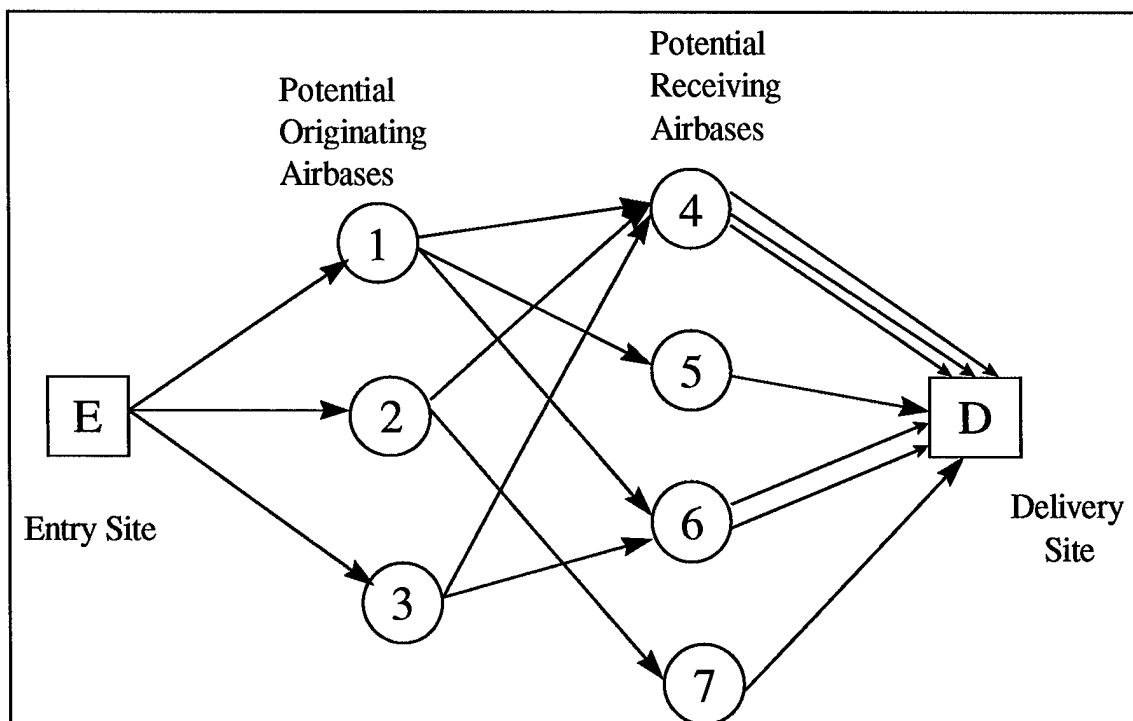 Potential
Originating
Airbases
Potential
Receiving
Airbases
1
4
2
5
E
D
Entry Site
3
6
Delivery
Site
7